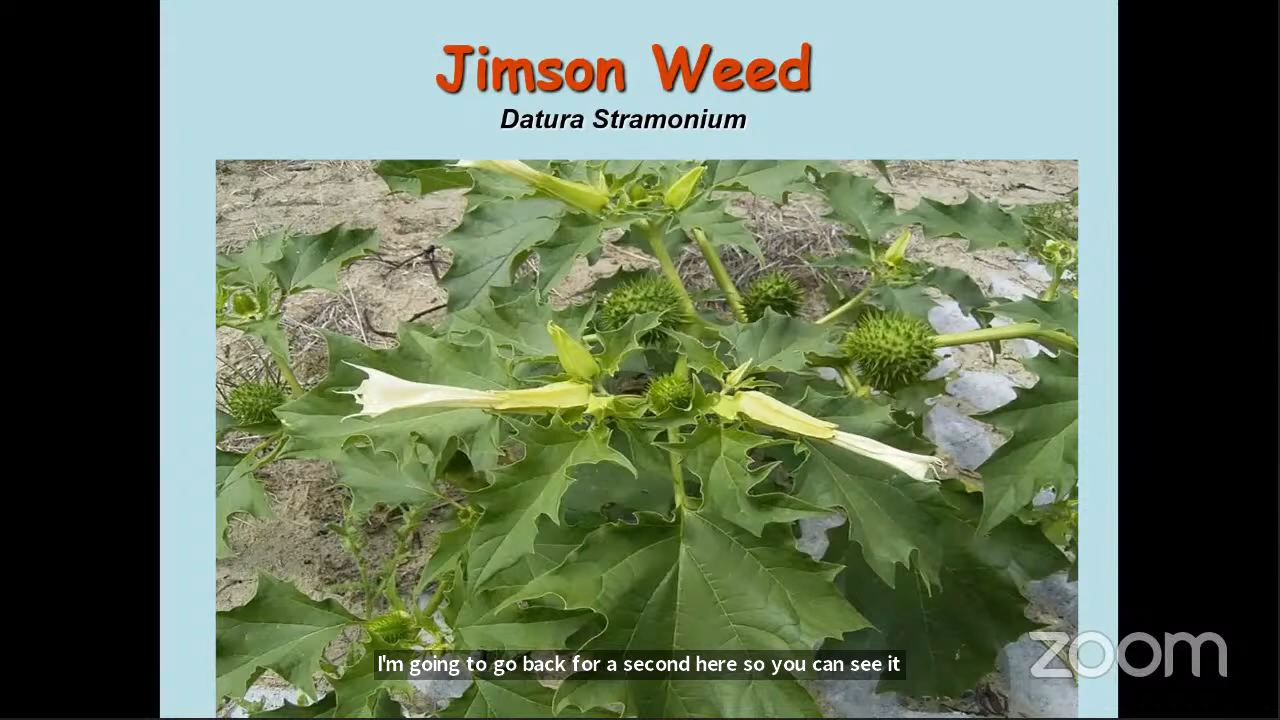 Jimson Weed
Datura Stramonium
I'm going to go back for a second here so you can see it
zoom